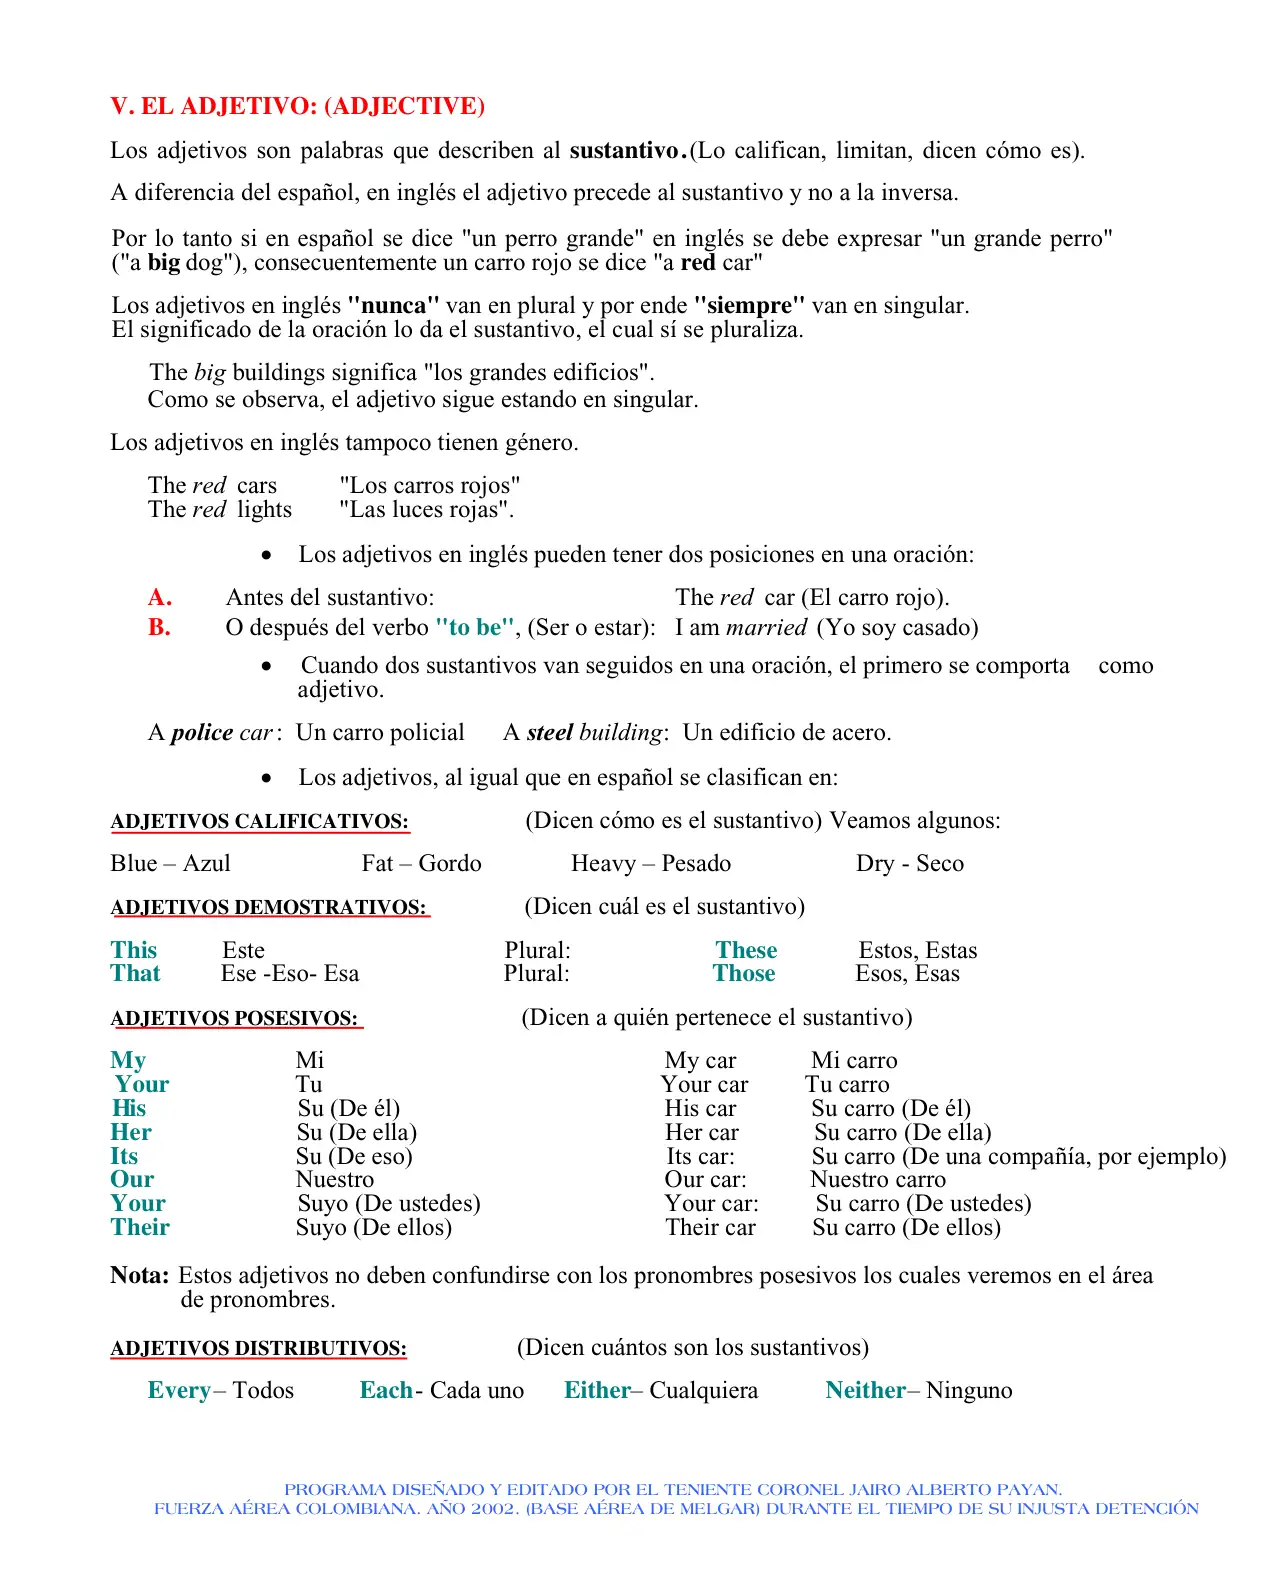 V. EL ADJETIVO: (ADJECTIVE)
Los adjetivos son palabras que describen al sustantivo.(Lo califican, limitan, dicen cómo es).
A diferencia del español, en inglés el adjetivo precede al sustantivo y no a la inversa.
Por lo tanto si en español se dice "un perro grande" en inglés se debe expresar "un grande perro"
("a big dog"), consecuentemente un carro rojo se dice "a red car"
Los adjetivos en inglés "nunca" van en plural y por ende "siempre" van en singular.
El significado de la oración lo da el sustantivo, el cual sí se pluraliza.
The big buildings significa "los grandes edificios".
Como se observa, el adjetivo sigue estando en singular.
Los adjetivos en inglés tampoco tienen género.
The red cars "Los carros rojos"
The red lights "Las luces rojas".
• Los adjetivos en inglés pueden tener dos posiciones en una oración:
A. Antes del sustantivo: The red car (El carro rojo).
B. O después del verbo "to be", (Ser o estar): I am married (Yo soy casado)
• Cuando dos sustantivos van seguidos en una oración, el primero se comporta como
adjetivo.
A police car : Un carro policial A steel building: Un edificio de acero.
• Los adjetivos, al igual que en español se clasifican en:
ADJETIVOS CALIFICATIVOS: (Dicen cómo es el sustantivo) Veamos algunos:
Blue – Azul Fat – Gordo Heavy – Pesado Dry - Seco
ADJETIVOS DEMOSTRATIVOS: (Dicen cuál es el sustantivo)
This Este Plural: These Estos, Estas
That Ese -Eso- Esa Plural: Those Esos, Esas
ADJETIVOS POSESIVOS: (Dicen a quién pertenece el sustantivo)
My Mi My car Mi carro
Your Tu Your car Tu carro
His Su (De él) His car Su carro (De él)
Her Su (De ella) Her car Su carro (De ella)
Its Su (De eso) Its car: Su carro (De una compañía, por ejemplo)
Our Nuestro Our car: Nuestro carro
Your Suyo (De ustedes) Your car: Su carro (De ustedes)
Their Suyo (De ellos) Their car Su carro (De ellos)
Nota: Estos adjetivos no deben confundirse con los pronombres posesivos los cuales veremos en el área
de pronombres.
ADJETIVOS DISTRIBUTIVOS: (Dicen cuántos son los sustantivos)
Every– Todos Each- Cada uno Either– Cualquiera Neither– Ninguno
PROGRAMA DISEÑADO Y EDITADO POR EL TENIENTE CORONEL JAIRO ALBERTO PAYAN.
FUERZA AÉREA COLOMBIANA. AÑO 2002. (BASE AÉREA DE MELGAR) DURANTE EL TIEMPO DE SU INJUSTA DETENCIÓN